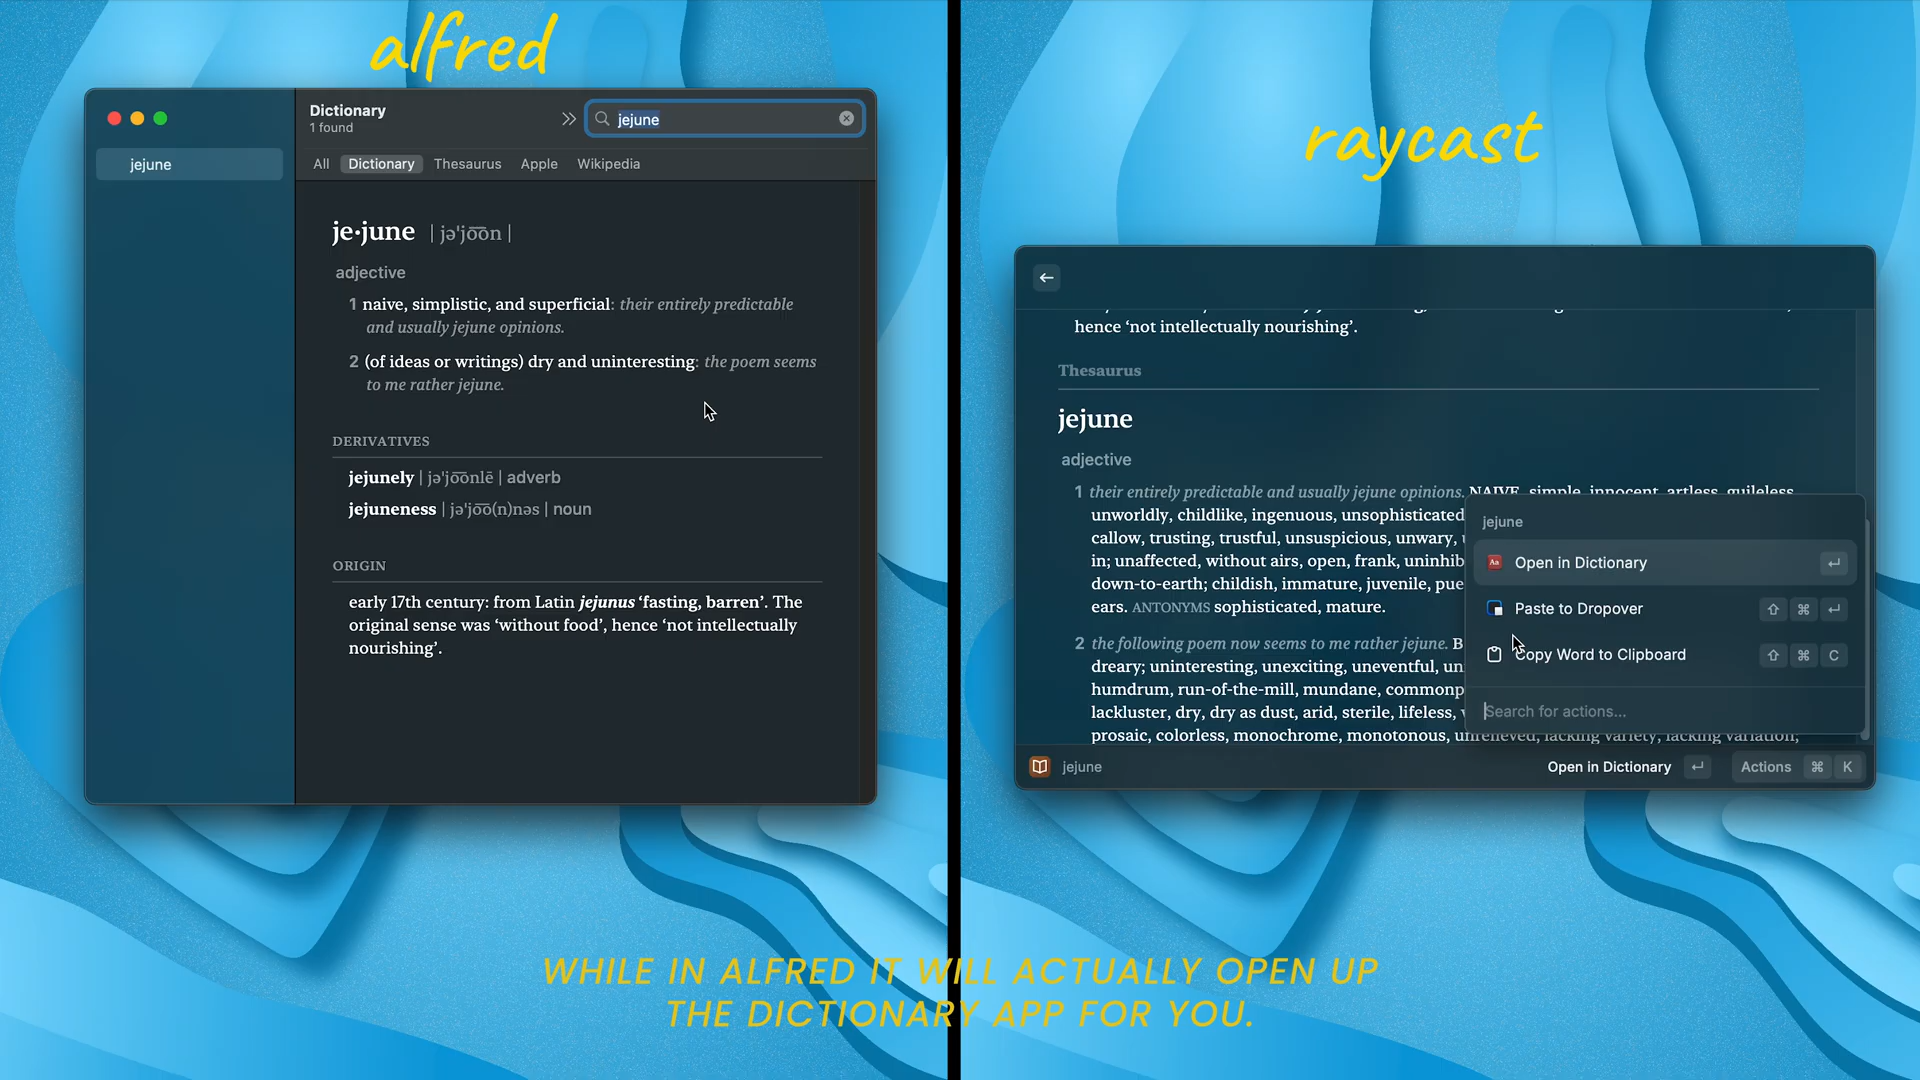 alfred
Dictionary
1 found
jejune
jejune
All Dictionary Thesaurus Apple Wikipedia
je·june | jəˈjo͞on |
adjective
1 naive, simplistic, and superficial: their entirely predictable
and usually jejune opinions.
2 (of ideas or writings) dry and uninteresting: the poem seems
to me rather jejune.
DERIVATIVES
jejunely | jəˈjo͞onlē | adverb
jejuneness | jəˈjo͞o(n)nəs | noun
ORIGIN
early 17th century: from Latin jejunus ‘fasting, barren’. The
original sense was ‘without food’, hence ‘not intellectually
nourishing’.
raycast
hence ‘not intellectually nourishing’.
Thesaurus
jejune
adjective
1 their entirely predictable and usually jejune opinions. NAIVE, simple, innocent, artless, guileless,
unworldly, childlike, ingenuous, unsophisticated
callow, trusting, trustful, unsuspicious, unwary,
in; unaffected, without airs, open, frank,
down-to-earth; childish, immature, juvenile,
ears. ANTONYMS sophisticated, mature.
2 the following poem now seems to me rather jejune.
dreary; uninteresting, unexciting, uneventful,
humdrum, run-of-the-mill, mundane,
lackluster, dry, dry as dust, arid, sterile, lifeless,
prosaic, colorless, monochrome, monotonous, unrelieved, lacking variety, lacking variation;
jejune
Open in Dictionary
Paste to Dropover
Copy Word to Clipboard
C
Search for actions...
jejune
Open in Dictionary
Actions ⌘ K
WHILE IN ALFRED IT WILL ACTUALLY OPEN UP
THE DICTIONARY APP FOR YOU.